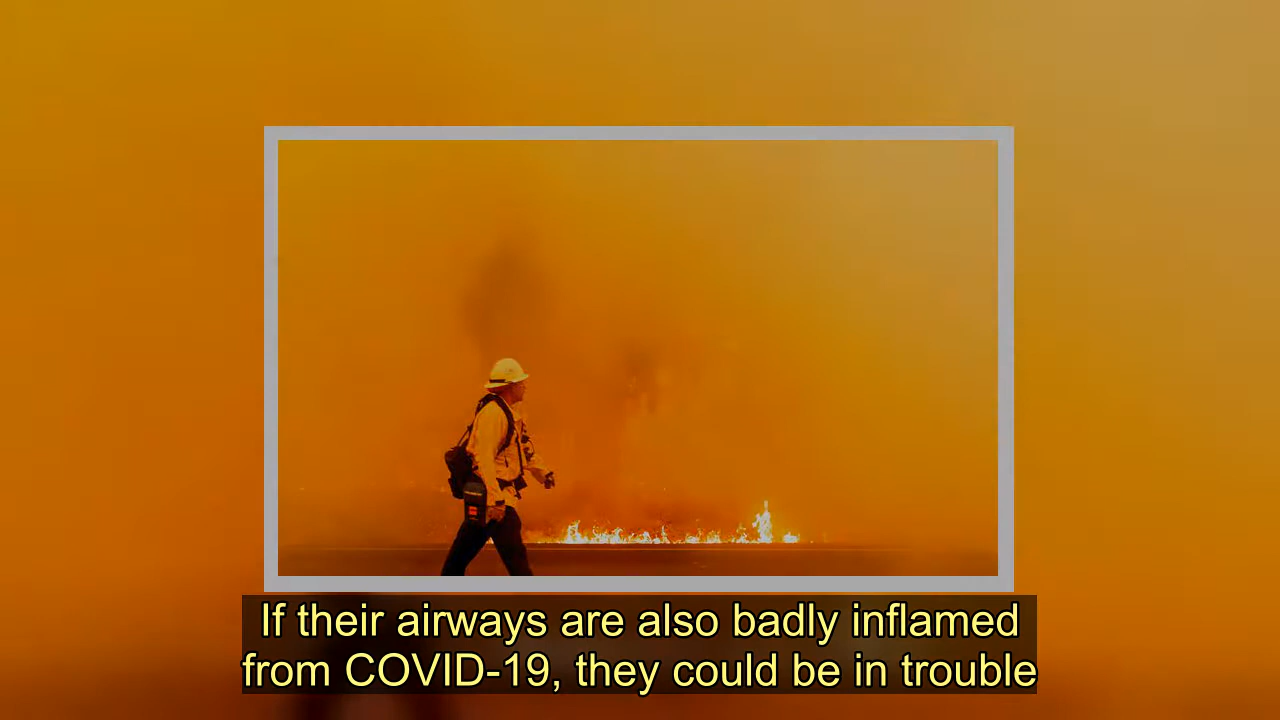 If their airways are also badly inflamed
from COVID-19, they could be in trouble